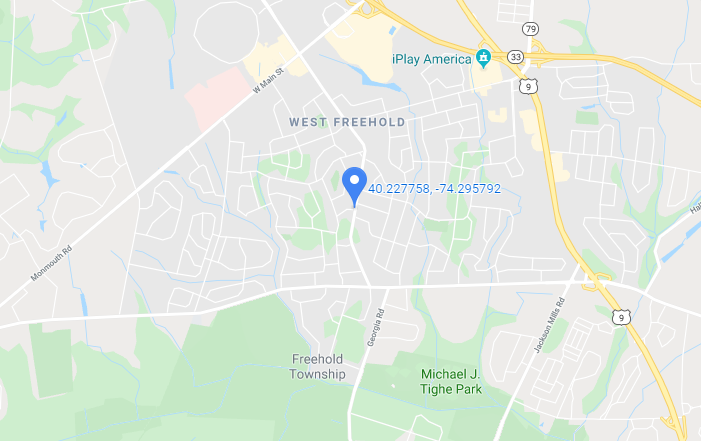 79
iPlay America
33
W Main St
9
WEST FREEHOLD
40.227758, -74.295792
Monmouth Rd
9
Georgia Rd
Jackson Mills Rd
Freehold
Township
Michael J.
Tighe Park